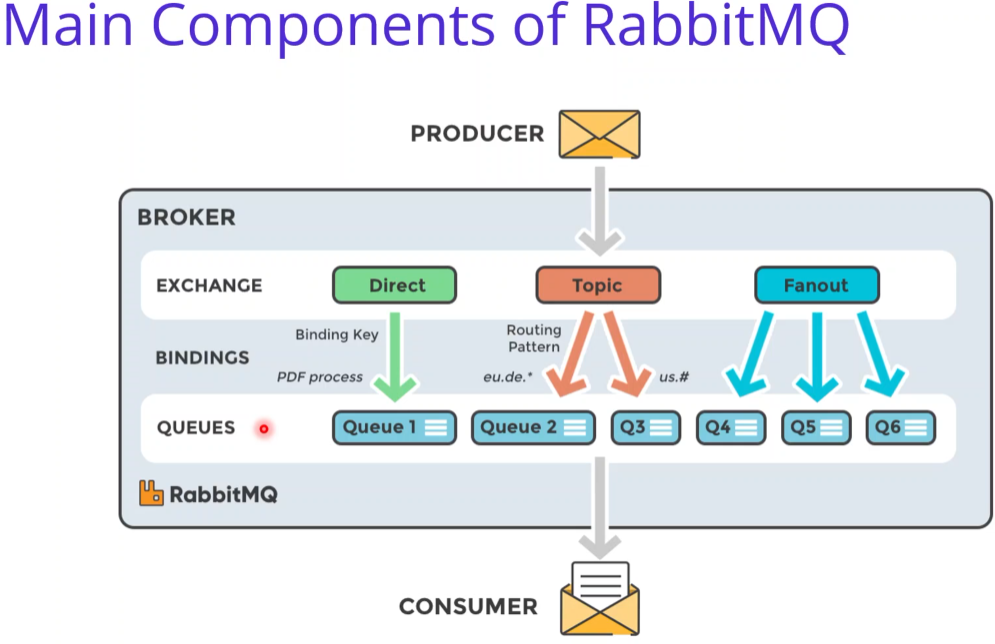 Main Components of RabbitMQ
PRODUCER
BROKER
EXCHANGE
Direct
Topic
Fanout
BINDINGS
Binding Key
PDF process
Routing
Pattern
eu.de.*
us.#
QUEUES
Queue 1
Queue 2
Q3
Q4
Q5
Q6
RabbitMQ
CONSUMER